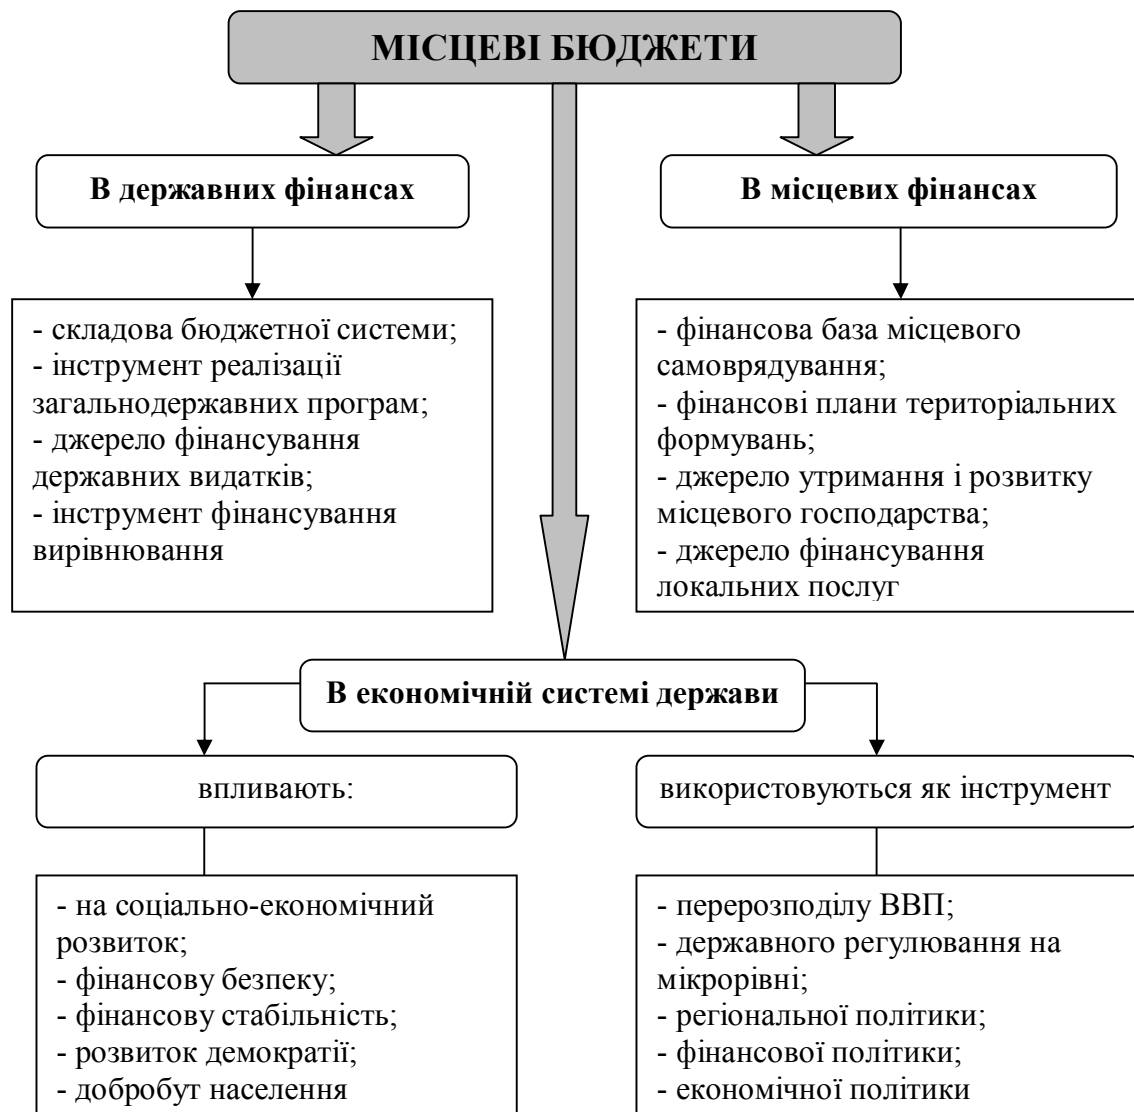 МІСЦЕВІ БЮДЖЕТИ
В державних фінансах
В місцевих фінансах
- складова бюджетної системи;
- інструмент реалізації
загальнодержавних програм;
- джерело фінансування
державних видатків;
- інструмент фінансування
вирівнювання
- фінансова база місцевого
самоврядування;
- фінансові плани територіальних
формувань;
- джерело утримання і розвитку
місцевого господарства;
- джерело фінансування
локальних послуг
В економічній системі держави
впливають:
використовуються як інструмент
- на соціально-економічний
розвиток;
- фінансову безпеку;
- фінансову стабільність;
- розвиток демократії;
- добробут населення
- перерозподілу ВВП;
- державного регулювання на
мікрорівні;
- регіональної політики;
- фінансової політики;
- економічної політики